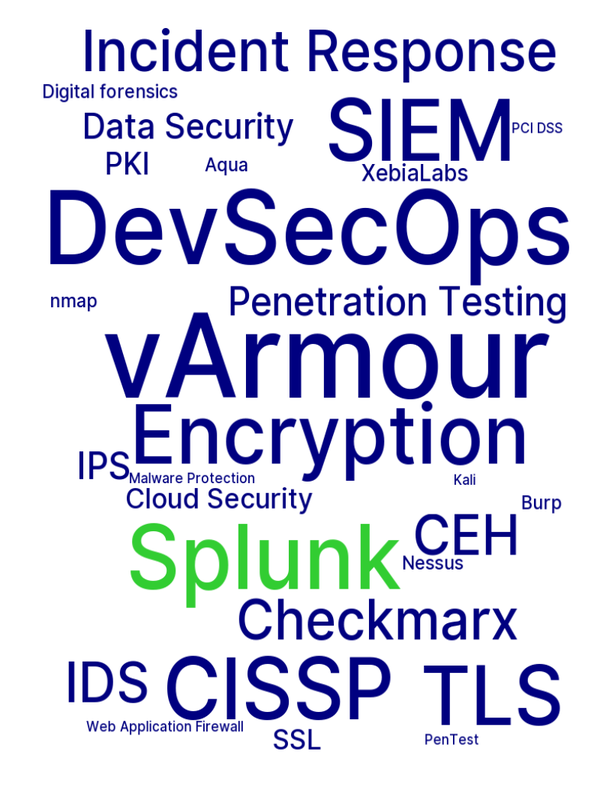 Incident Response
Digital forensics
SIEM
Data Security
PCI DSS
PKI
Aqua
XebiaLabs
DevSecOps
nmap
Penetration Testing
vArmour
Encryption
IPS
Malware Protection
Kali
Cloud Security
Burp
Splunk
CEH
Nessus
Checkmarx
IDS
CISSP
TLS
Web Application Firewall
SSL
PenTest